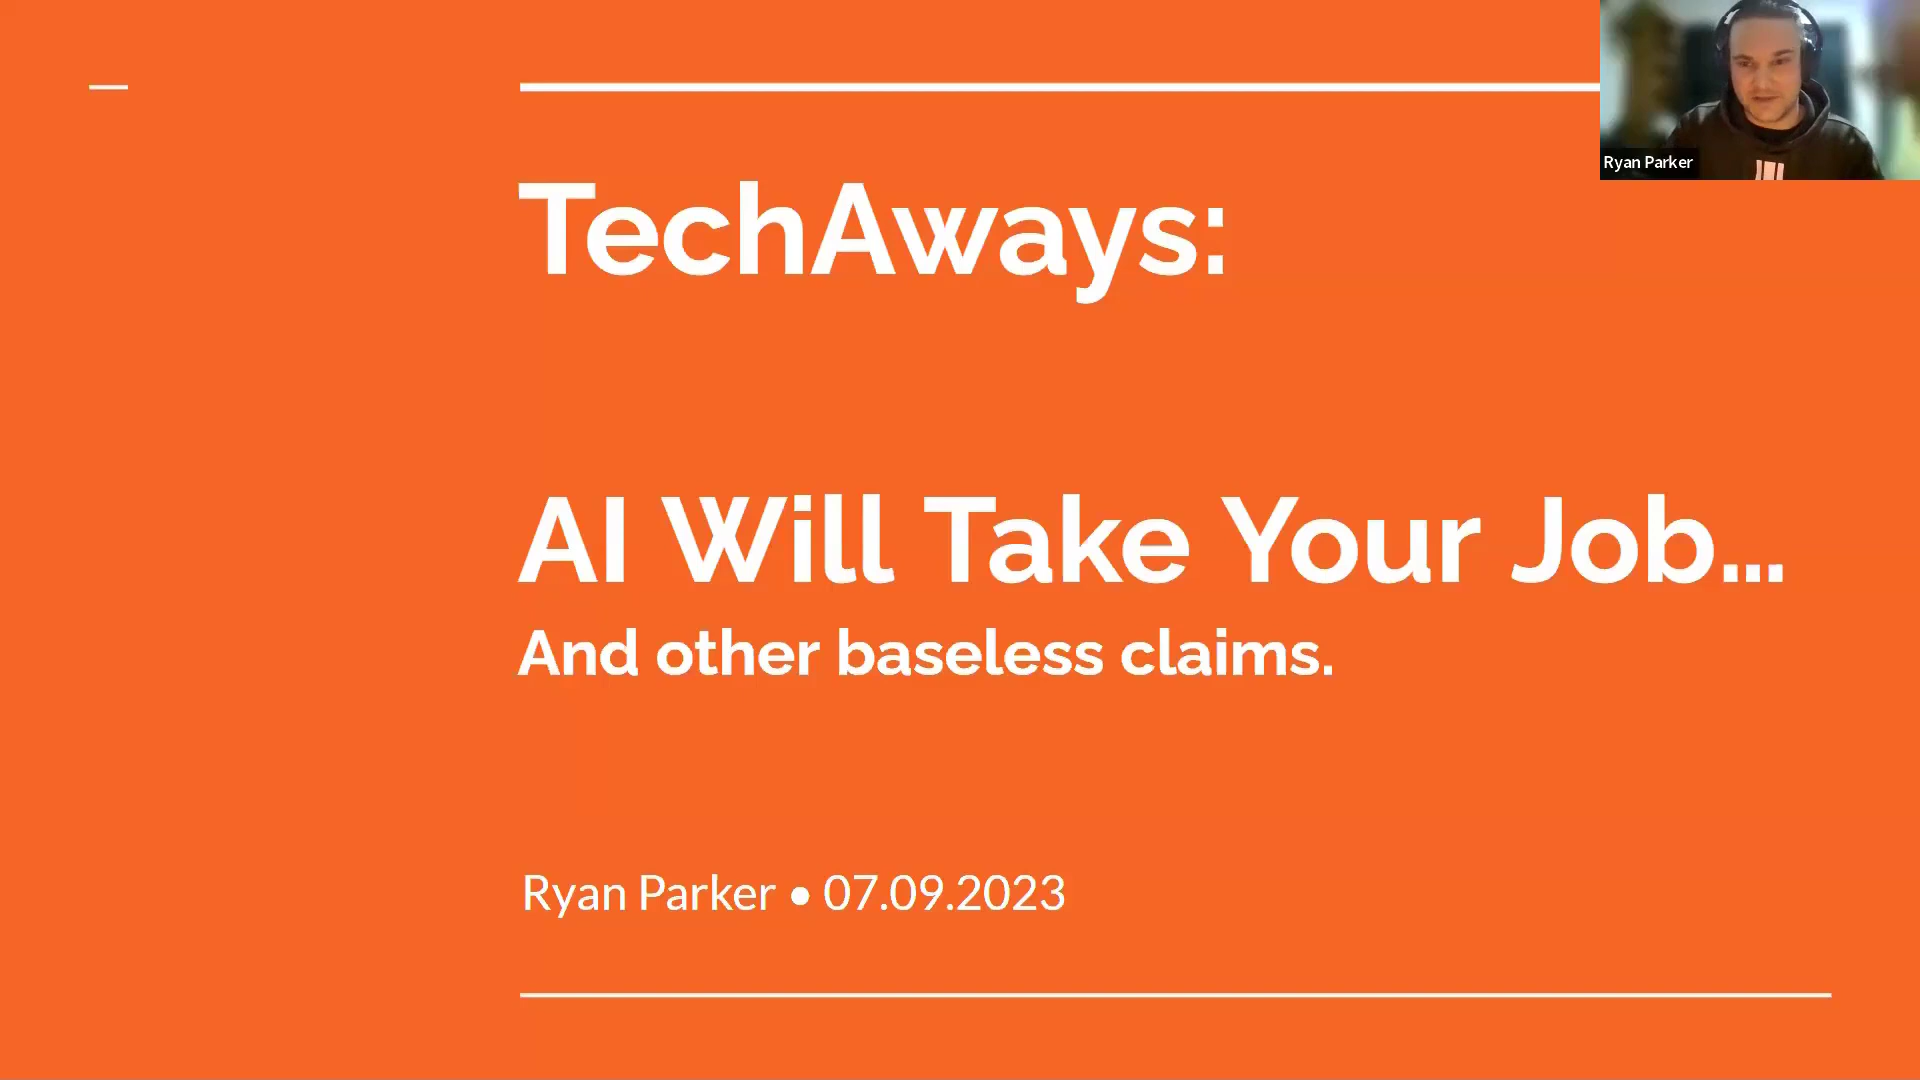 Ryan Parker
TechAways:
AI Will Take Your Job...
And other baseless claims.
Ryan Parker • 07.09.2023